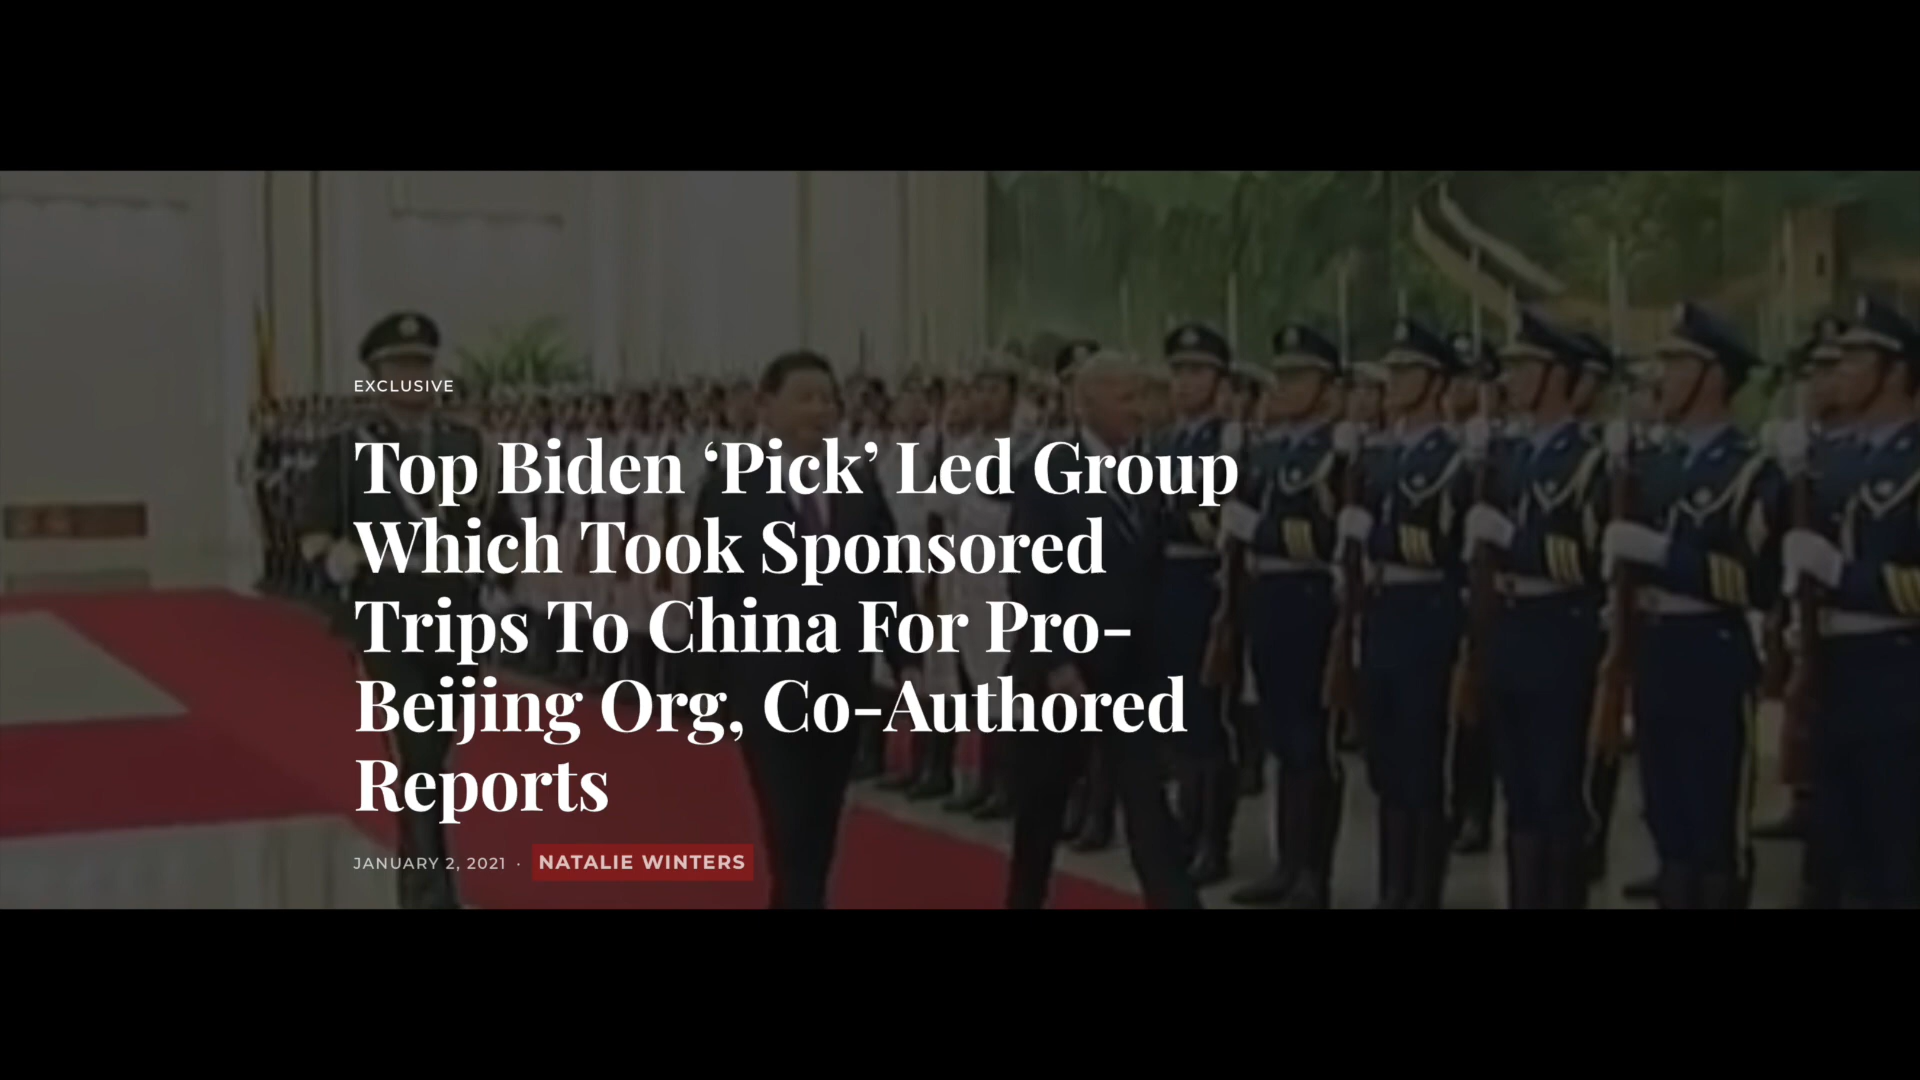 EXCLUSIVE
Top Biden ‘Pick’ Led Group
Which Took Sponsored
Trips To China For Pro-
Beijing Org, Co-Authored
Reports
JANUARY 2, 2021 · NATALIE WINTERS